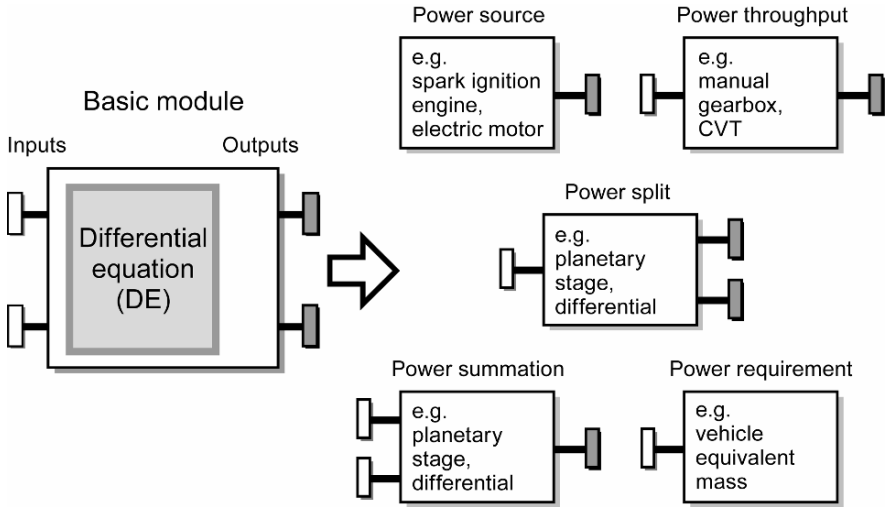 Basic module
Inputs
Outputs
Differential
equation
(DE)
Power source
e.g.
spark ignition
engine,
electric motor
Power throughput
e.g.
manual
gearbox,
CVT
Power split
e.g.
planetary
stage,
differential
Power summation
e.g.
planetary
stage,
differential
Power requirement
e.g.
vehicle
equivalent
mass